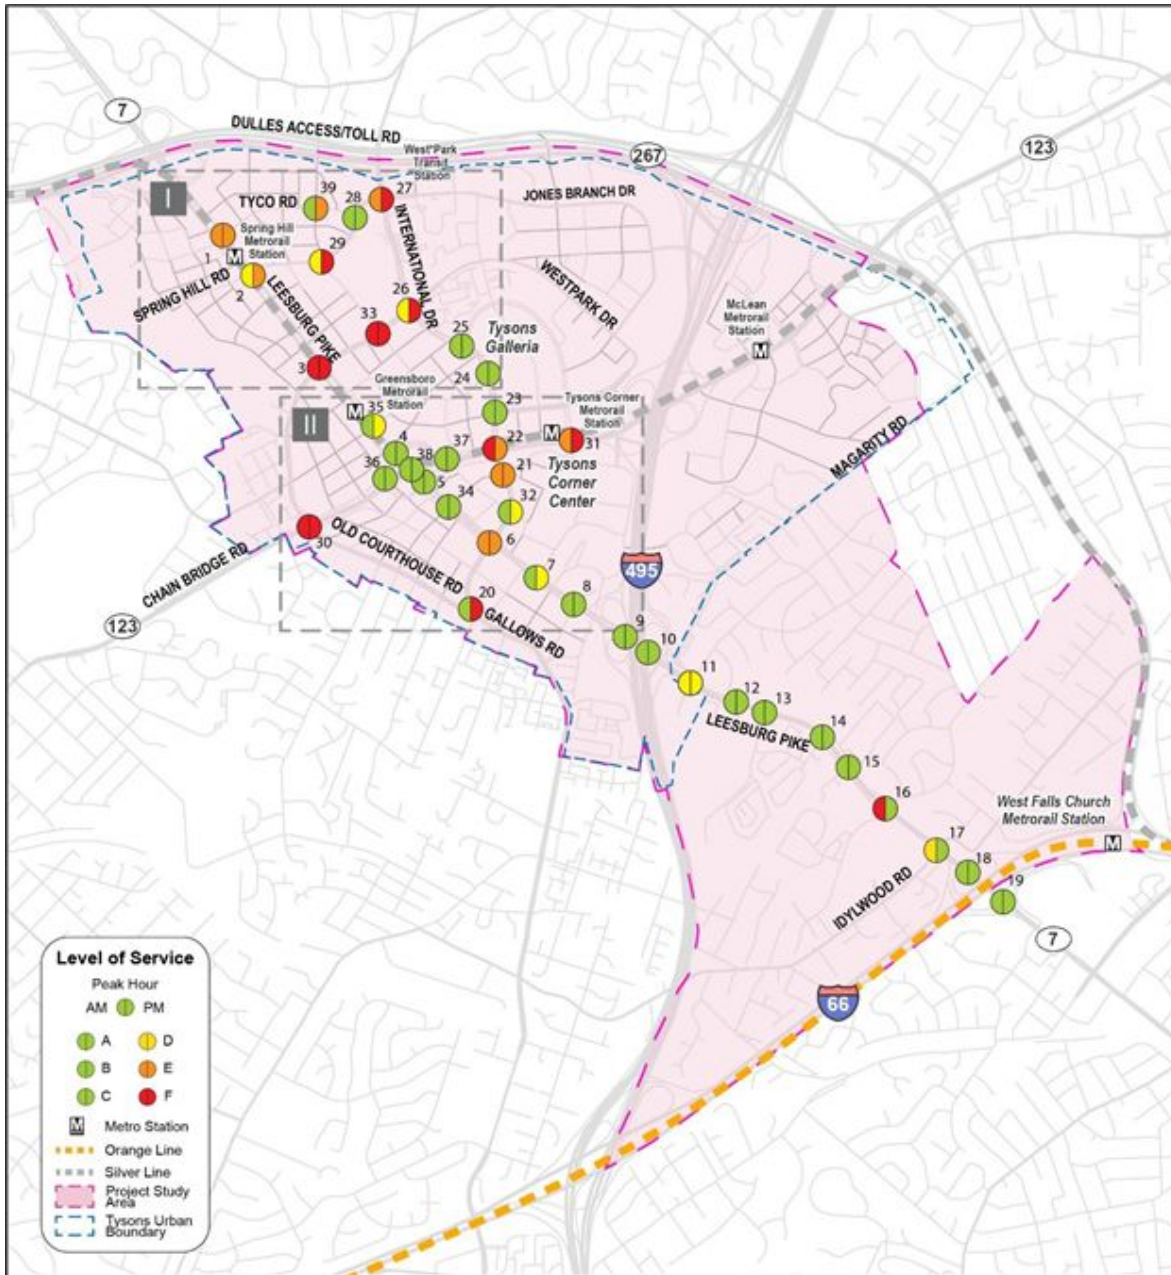 7
DULLES ACCESS/TOLL RD
West*Park
Transit
Station
267
123
I
TYCO RD
39
28
27
JONES BRANCH DR
Spring Hill
Metrorail
Station
M
1
29
INTERNATIONAL DR
SPRING HILL RD
2
LEESBURG PIKE
WESTPARK DR
26
33
25
Tysons
Galleria
McLean
Metrorail
Station
M
3
24
Greensboro
Metrorail
Station
M
35
23
Tysons Corner
Metrorail
Station
M
II
4
37
22
31
MAGARITY RD
36
38
5
21
Tysons
Corner
Center
34
32
30
OLD COURTHOUSE RD
6
CHAIN BRIDGE RD
7
495
8
20
GALLOWS RD
123
9
10
11
12
13
LEESBURG PIKE
14
15
16
West Falls Church
Metrorail Station
M
17
18
IDYLWOOD RD
19
7
66
Level of Service
Peak Hour
AM PM
A D
B E
C F
M Metro Station
Orange Line
Silver Line
Project Study
Area
Tysons Urban
Boundary